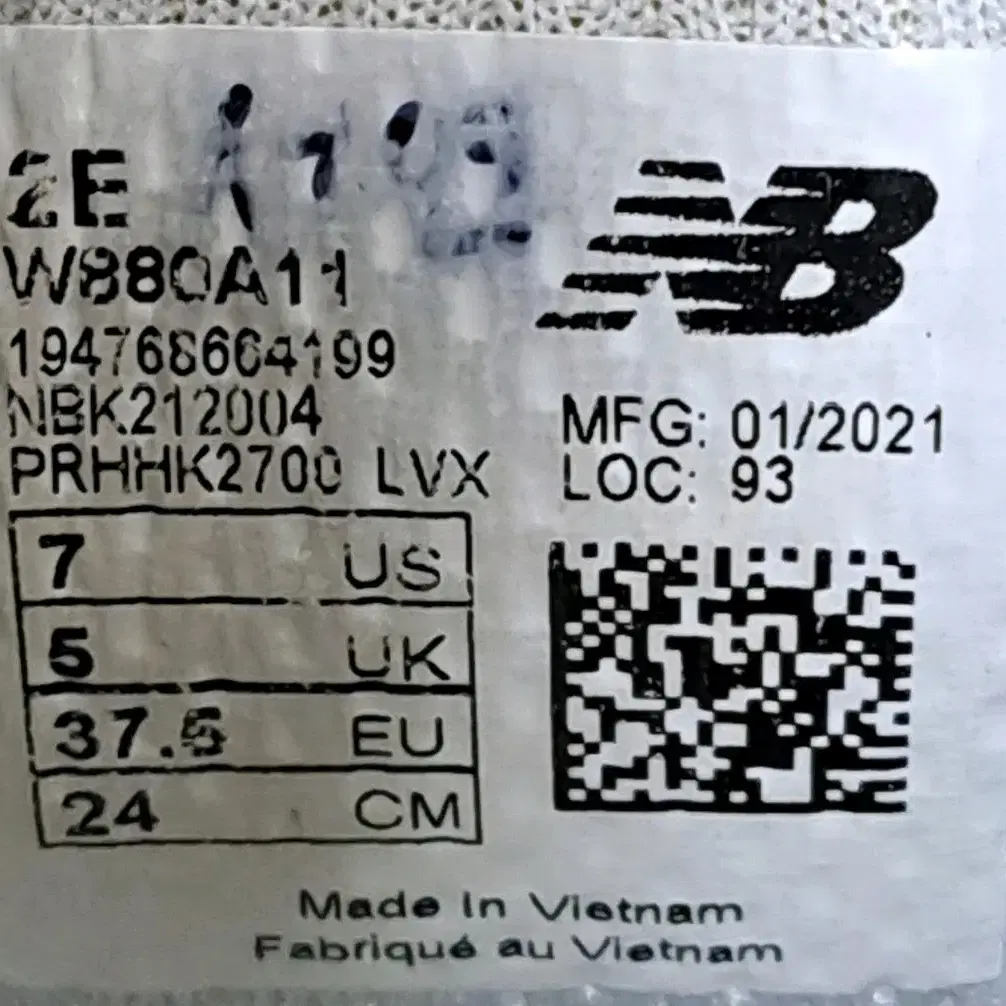 2E
W880A11
194768664199
NBK212004
PRHHK2700 LVX
NB
MFG: 01/2021
LOC: 93
7 US
5 UK
37.5 EU
24 CM
Made in Vietnam
Fabriqué au Vietnam